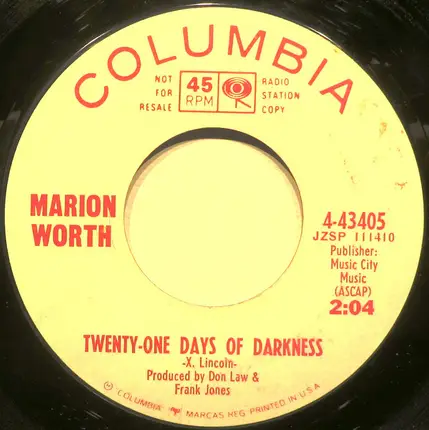 COLUMBIA
NOT FOR RESALE
45 RPM
RADIO STATION COPY
MARION WORTH
4-43405
JZSP 111410
Publisher:
Music City
Music
(ASCAP)
2:04
TWENTY-ONE DAYS OF DARKNESS
-X. Lincoln-
Produced by Don Law &
Frank Jones
Ⓜ COLUMBIA MARCAS REG. PRINTED IN U.S.A